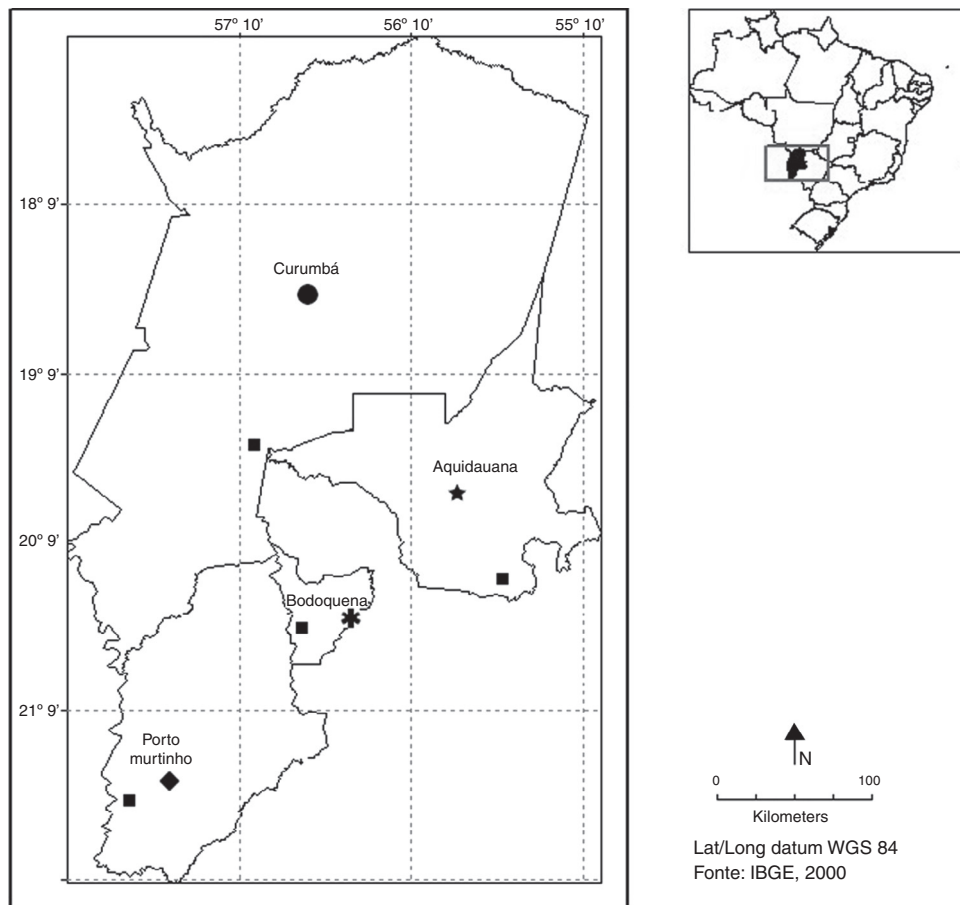 57º 10’ 56º 10’ 55º 10’
18º 9’
Curumbá
19º 9’
Aquidauana
20º 9’
Bodoquena
21º 9’
Porto
murtinho
N
0 100
Kilometers
Lat/Long datum WGS 84
Fonte: IBGE, 2000